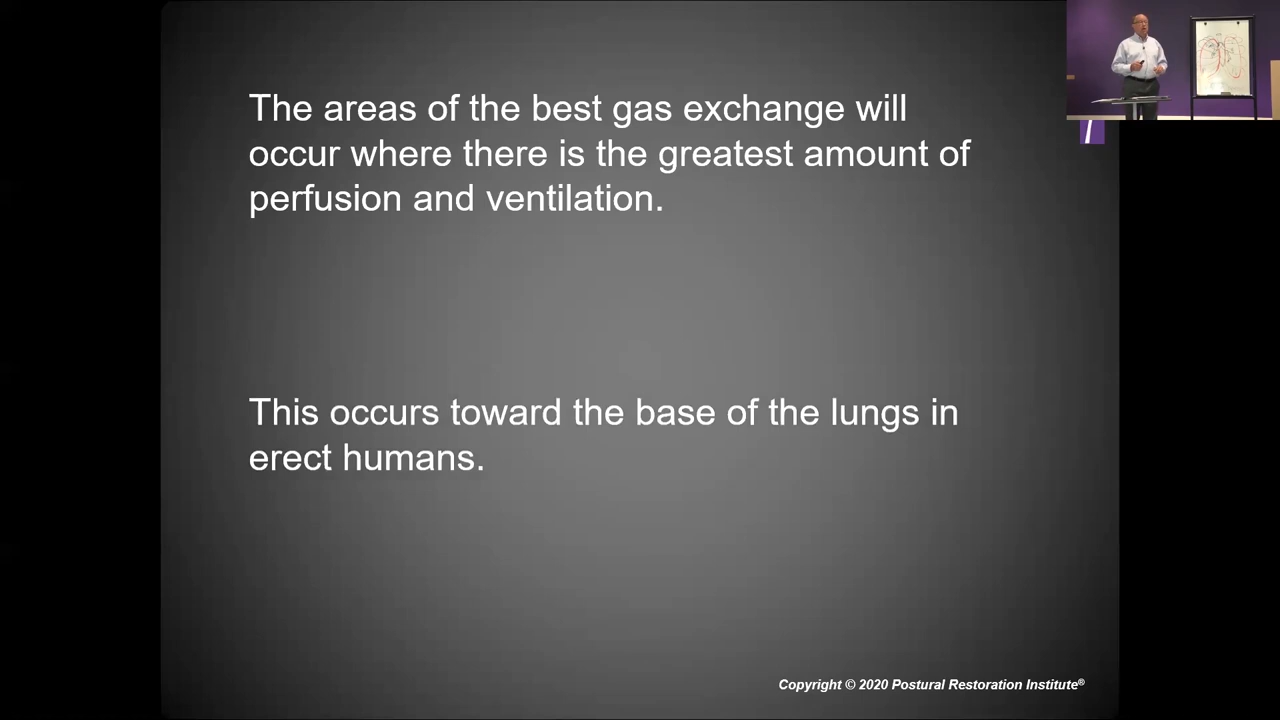 The areas of the best gas exchange will
occur where there is the greatest amount of
perfusion and ventilation.
This occurs toward the base of the lungs in
erect humans.
Copyright © 2020 Postural Restoration Institute®